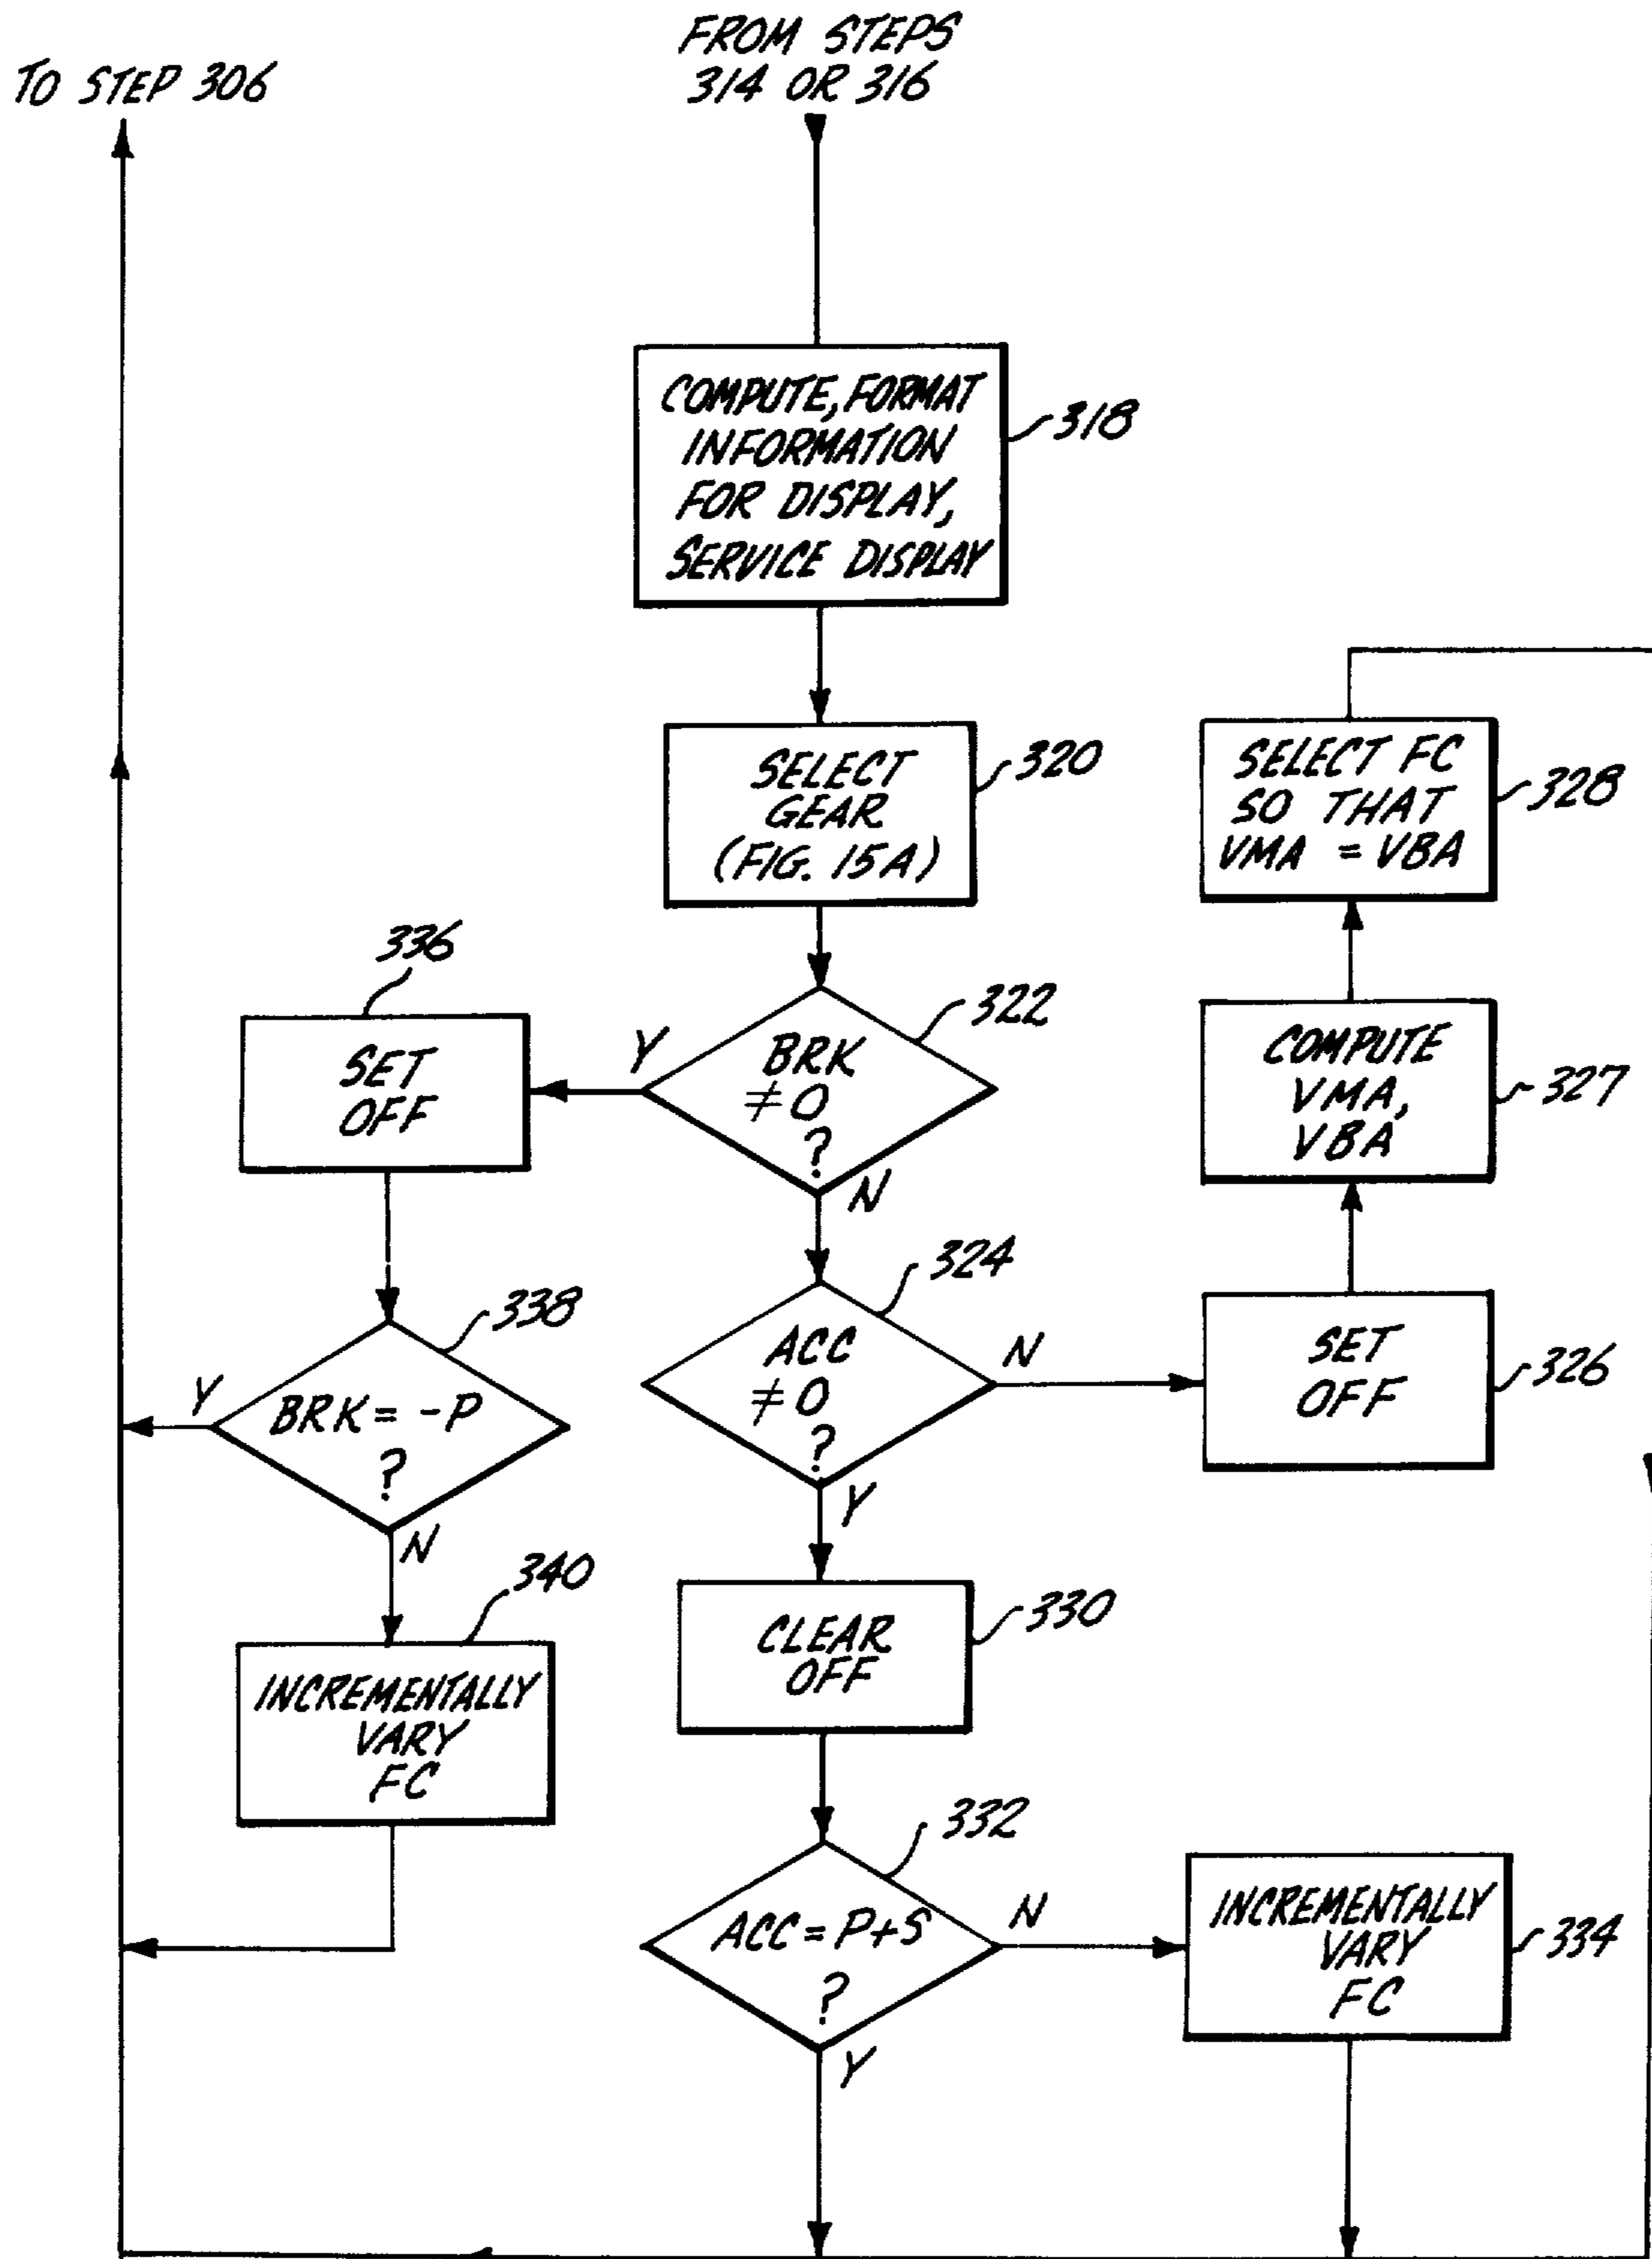 TO STEP 306
FROM STEPS
314 OR 316
COMPUTE, FORMAT
INFORMATION
FOR DISPLAY,
SERVICE DISPLAY
318
SELECT
GEAR
(FIG. 15A)
320
SELECT FC
SO THAT
VMA = VBA
328
336
SET
OFF
Y
BRK
≠0
?
322
N
COMPUTE
VMA,
VBA
327
338
Y
BRK = -P
?
N
324
ACC
≠0
?
N
Y
SET
OFF
326
340
INCREMENTALLY
VARY
FC
CLEAR
OFF
330
332
ACC = P+S
?
N
Y
INCREMENTALLY
VARY
FC
334